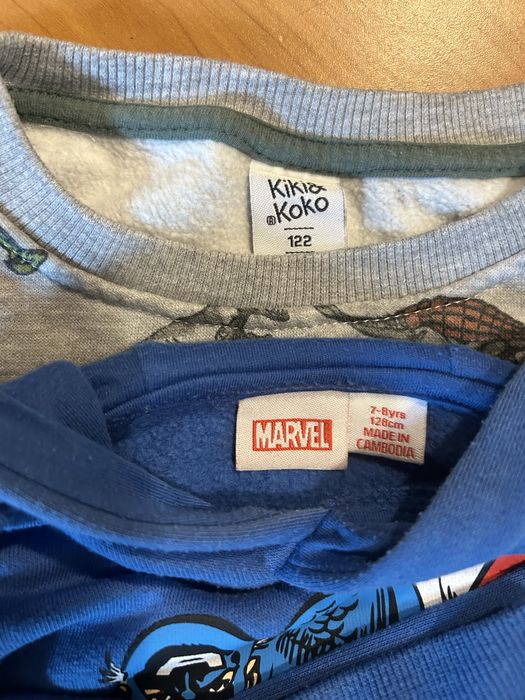 Kiki&
®Koko
122
MARVEL
7-8yrs
128cm
MADE IN
CAMBODIA